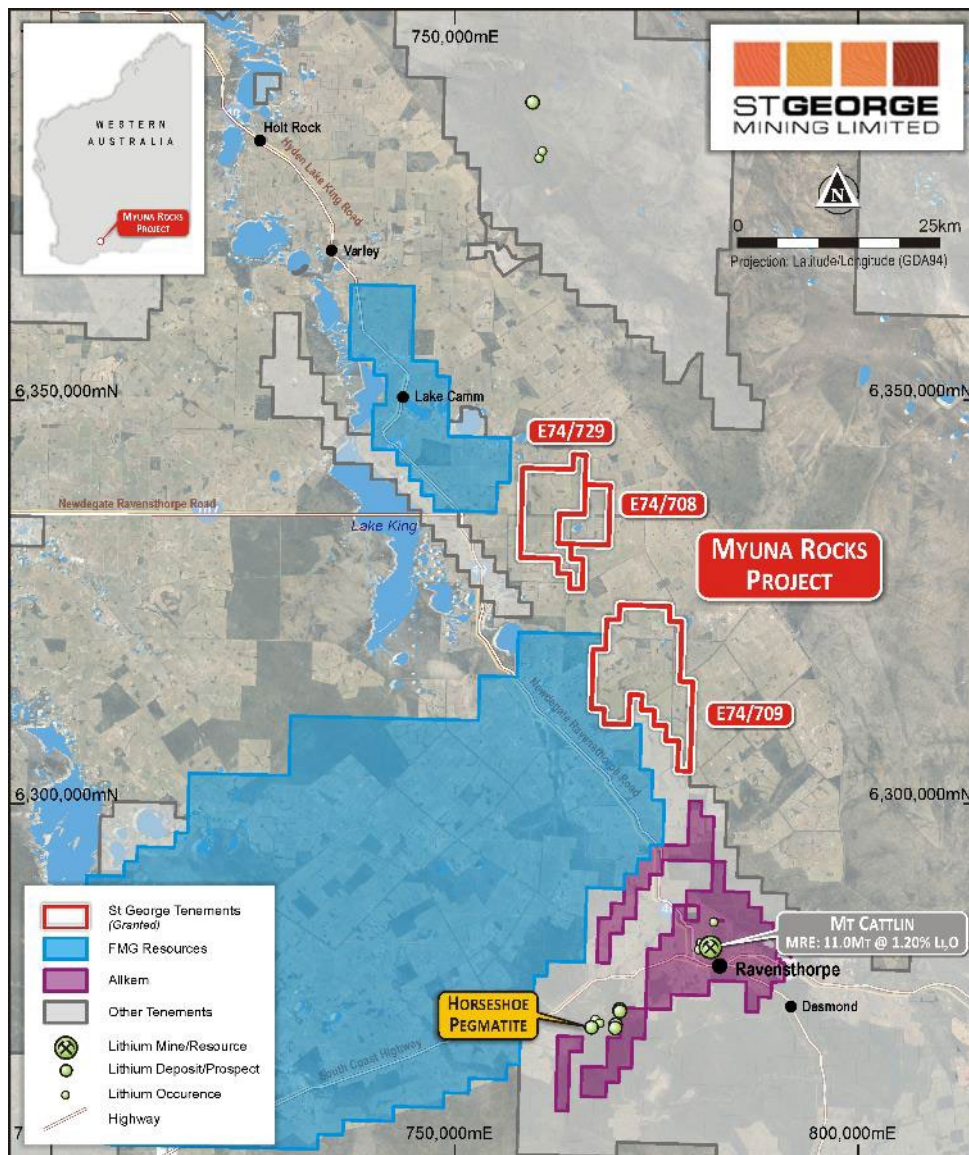 750,000mE
WESTERN
AUSTRALIA
MYUNA ROCKS
PROJECT
STGEORGE
MINING LIMITED
N
0
25km
Projection: Latitude/Longitude (GDA94)
40
Holt Rock
Hyden Lake King Road
Varley
6,350,000mN
6,350,000mN
Lake Camm
E74/729
E74/708
Newdegate Ravensthorpe Road
Lake King
MYUNA ROCKS
PROJECT
E74/709
Newdegate Ravensthorpe Road
6,300,000mN
6,300,000mN
MT CATTLIN
MRE: 11.0MT @ 1.20% LI₂O
Ravensthorpe
Desmond
HORSESHOE
PEGMATITE
South Coast Highway
St George Tenements
(Granted)
FMG Resources
Allkem
Other Tenements
Lithium Mine/Resource
Lithium Deposit/Prospect
Lithium Occurence
Highway
750,000mE
800,000mE